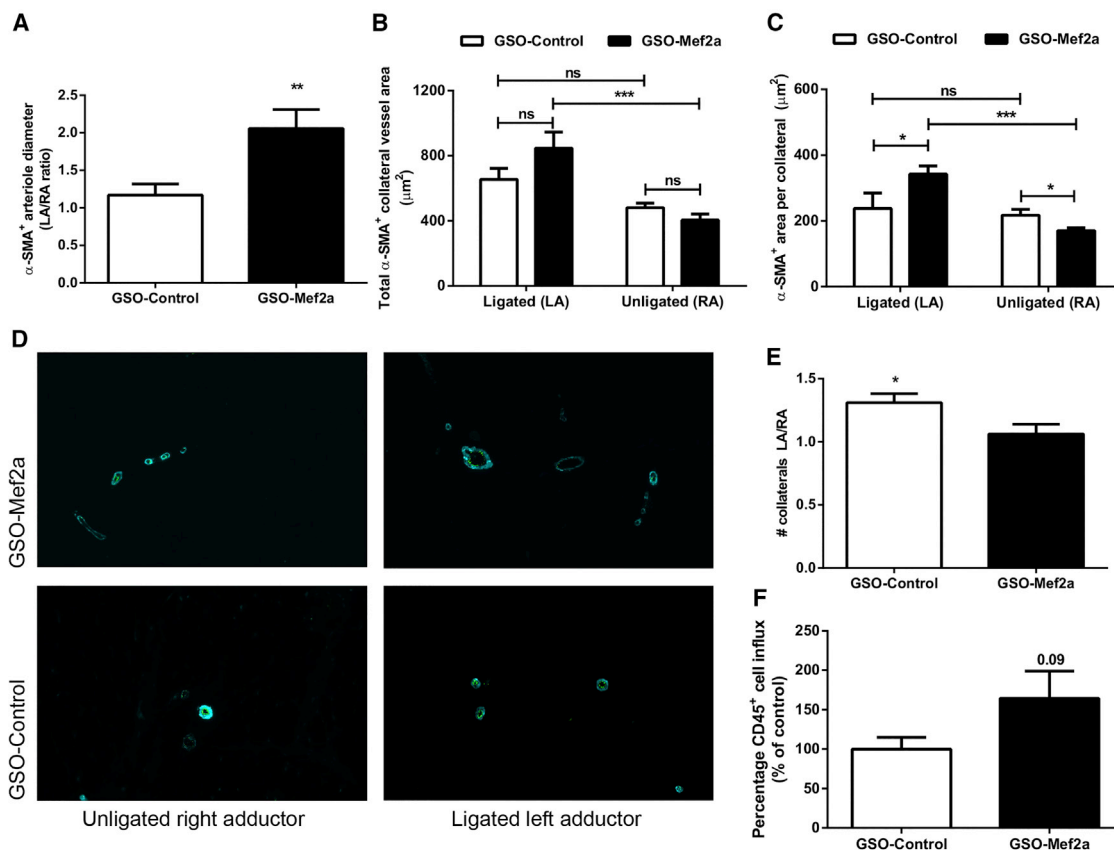 A
α-SMA⁺ arteriole diameter
(LA/RA ratio)
2.5
2.0
1.5
1.0
0.5
0.0
**
GSO-Control
GSO-Mef2a
B
GSO-Control
GSO-Mef2a
Total α-SMA⁺ collateral vessel area
(μm²)
1200
800
400
0
ns
***
ns
ns
Ligated (LA)
Unligated (RA)
C
GSO-Control
GSO-Mef2a
α-SMA⁺ area per collateral (μm²)
600
400
200
0
ns
***
*
*
Ligated (LA)
Unligated (RA)
D
GSO-Mef2a
GSO-Control
Unligated right adductor
Ligated left adductor
E
# collaterals LA/RA
1.5
1.0
0.5
0.0
*
GSO-Control
GSO-Mef2a
F
Percentage CD45⁺ cell influx
(% of control)
250
200
150
100
50
0
0.09
GSO-Control
GSO-Mef2a